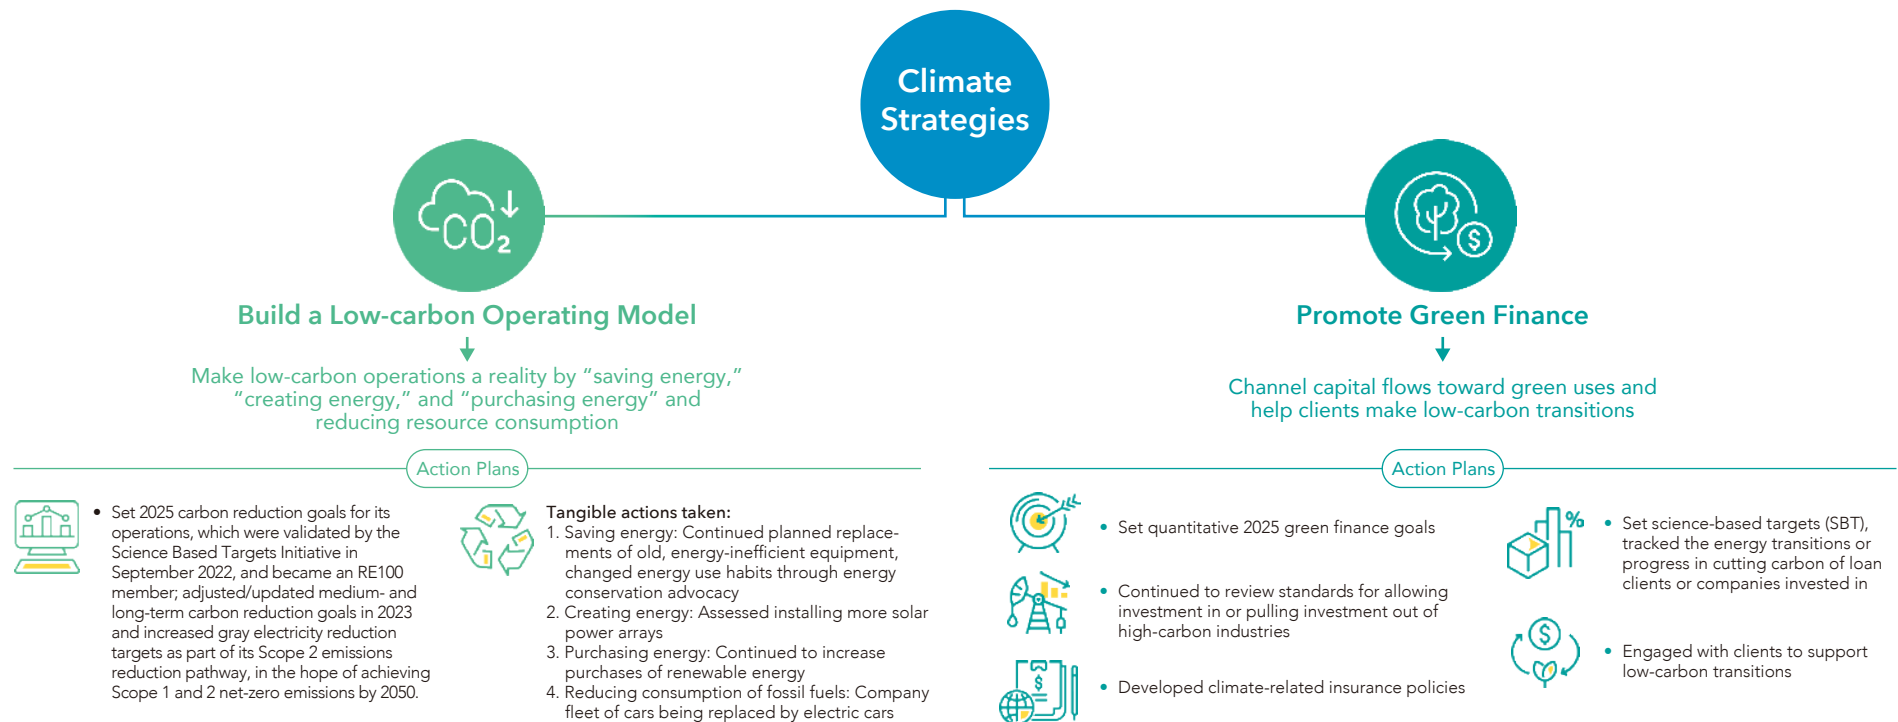 Climate
Strategies
CO2
$
Build a Low-carbon Operating Model
Make low-carbon operations a reality by “saving energy,”
“creating energy,” and “purchasing energy” and
reducing resource consumption
Action Plans
• Set 2025 carbon reduction goals for its
operations, which were validated by the
Science Based Targets Initiative in
September 2022, and became an RE100
member; adjusted/updated medium- and
long-term carbon reduction goals in 2023
and increased gray electricity reduction
targets as part of its Scope 2 emissions
reduction pathway, in the hope of achieving
Scope 1 and 2 net-zero emissions by 2050.
Tangible actions taken:
1. Saving energy: Continued planned replace-
ments of old, energy-inefficient equipment,
changed energy use habits through energy
conservation advocacy
2. Creating energy: Assessed installing more solar
power arrays
3. Purchasing energy: Continued to increase
purchases of renewable energy
4. Reducing consumption of fossil fuels: Company
fleet of cars being replaced by electric cars
Promote Green Finance
Channel capital flows toward green uses and
help clients make low-carbon transitions
Action Plans
• Set quantitative 2025 green finance goals
• Continued to review standards for allowing
investment in or pulling investment out of
high-carbon industries
$
• Developed climate-related insurance policies
%
• Set science-based targets (SBT),
tracked the energy transitions or
progress in cutting carbon of loan
clients or companies invested in
$
• Engaged with clients to support
low-carbon transitions